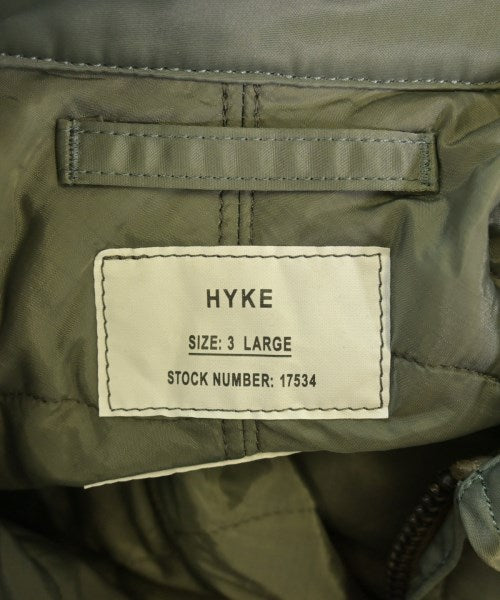 HYKE
SIZE: 3 LARGE
STOCK NUMBER: 17534